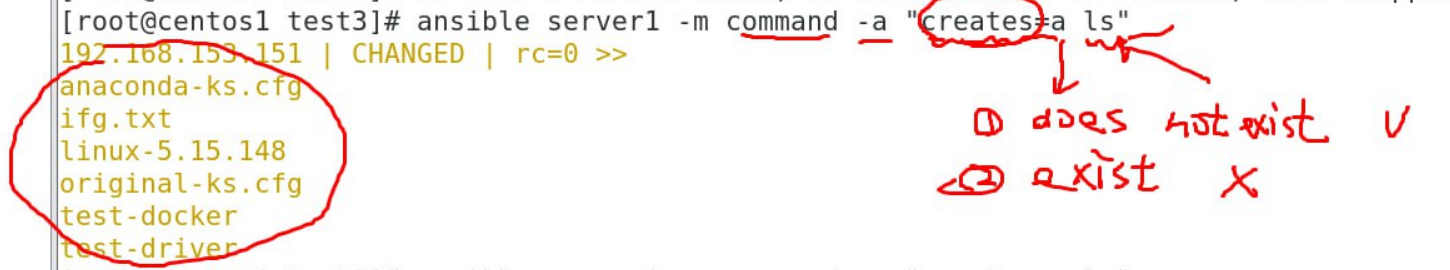 [root@centos1 test3]# ansible server1 -m command -a "creates=a ls"
192.168.153.151 | CHANGED | rc=0 >>
anaconda-ks.cfg
ifg.txt
① does not exist V
linux-5.15.148
original-ks.cfg
② exist X
test-docker
test-driver